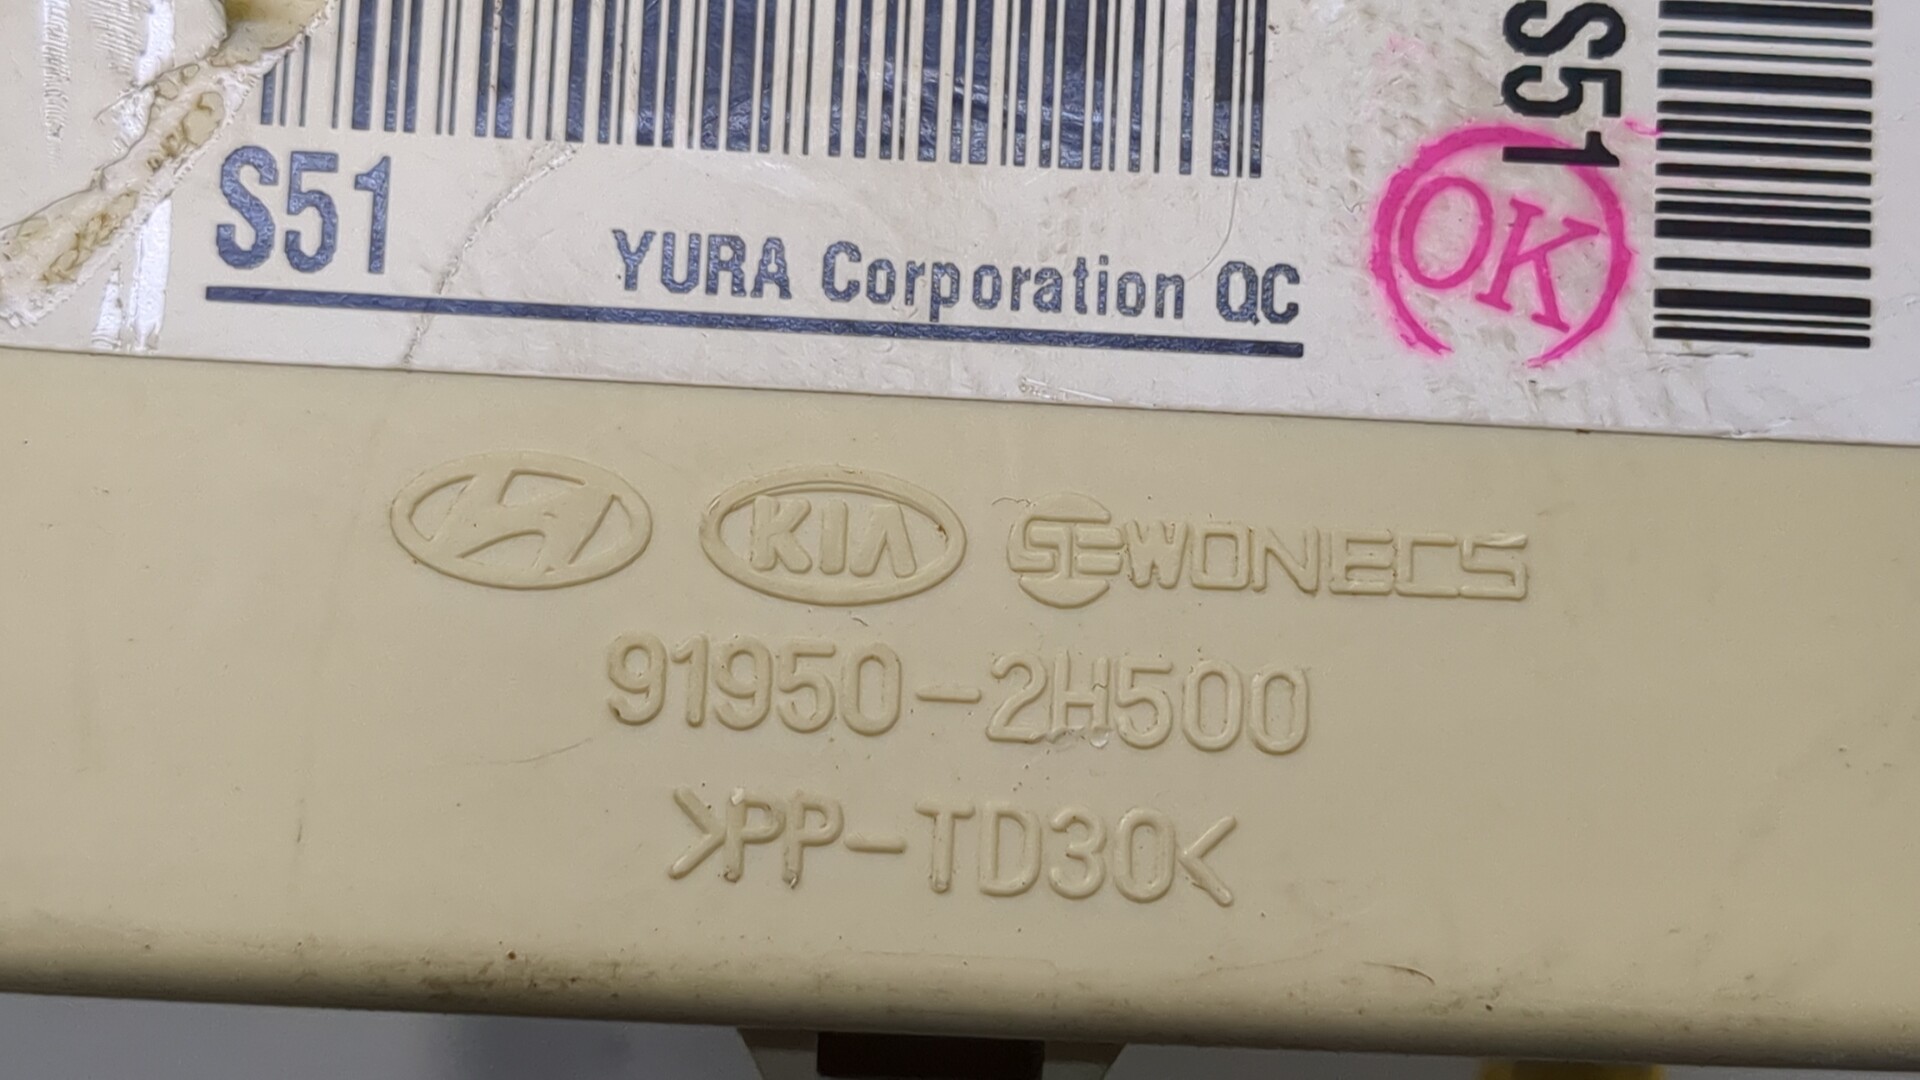 S51
YURA Corporation QC
S51
OK
KIA SEWONECS
91950-2H500
>PP-TD30<